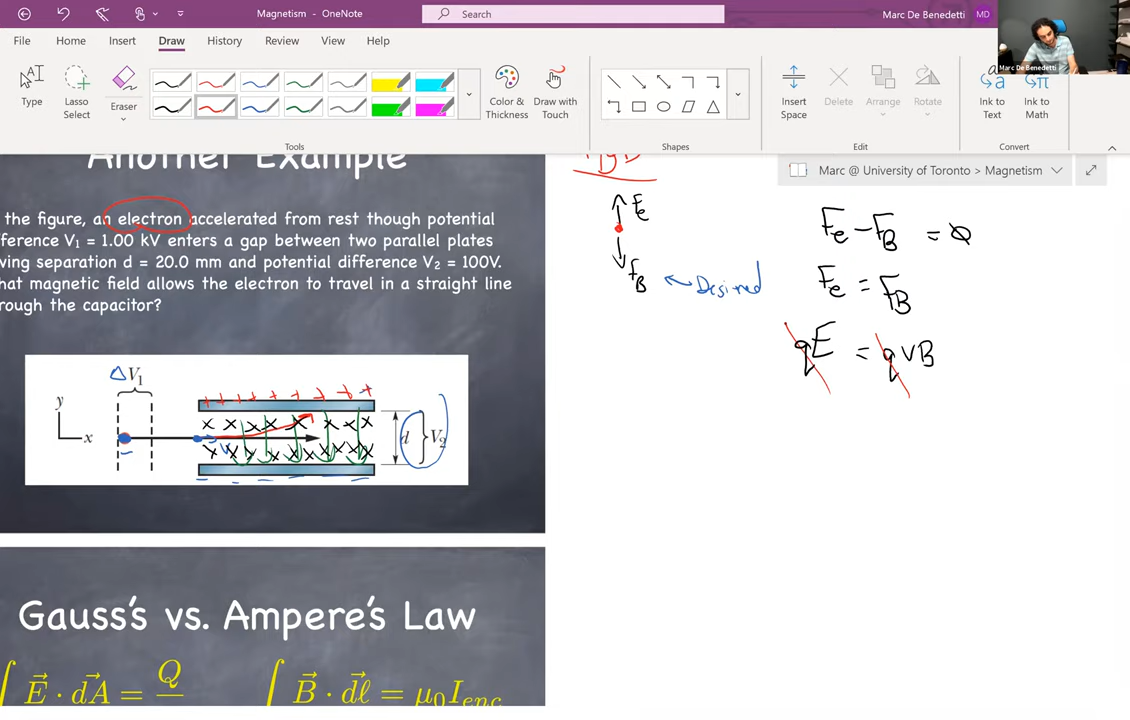 Magnetism - OneNote
Search
Marc De Benedetti
MD
Marc De Benedetti
File Home Insert Draw History Review View Help
Type
Lasso Select
Eraser
Color & Thickness
Draw with Touch
Insert Space
Delete
Arrange
Rotate
Ink to Text
Ink to Math
Tools
Shapes
Edit
Convert
Marc @ University of Toronto > Magnetism
Another Example
the figure, an electron accelerated from rest though potential
ference V₁ = 1.00 kV enters a gap between two parallel plates
ving separation d = 20.0 mm and potential difference V₂ = 100V.
hat magnetic field allows the electron to travel in a straight line
rough the capacitor?
ΔV₁
y
x
d
V₂
Fe
FB ← Desired
Fe - FB = 0
Fe = FB
qE = qvB
Gauss's vs. Ampere's Law
∫ E⃗ · dA⃗ = Q
∫ B⃗ · dℓ⃗ = μ₀I_enc